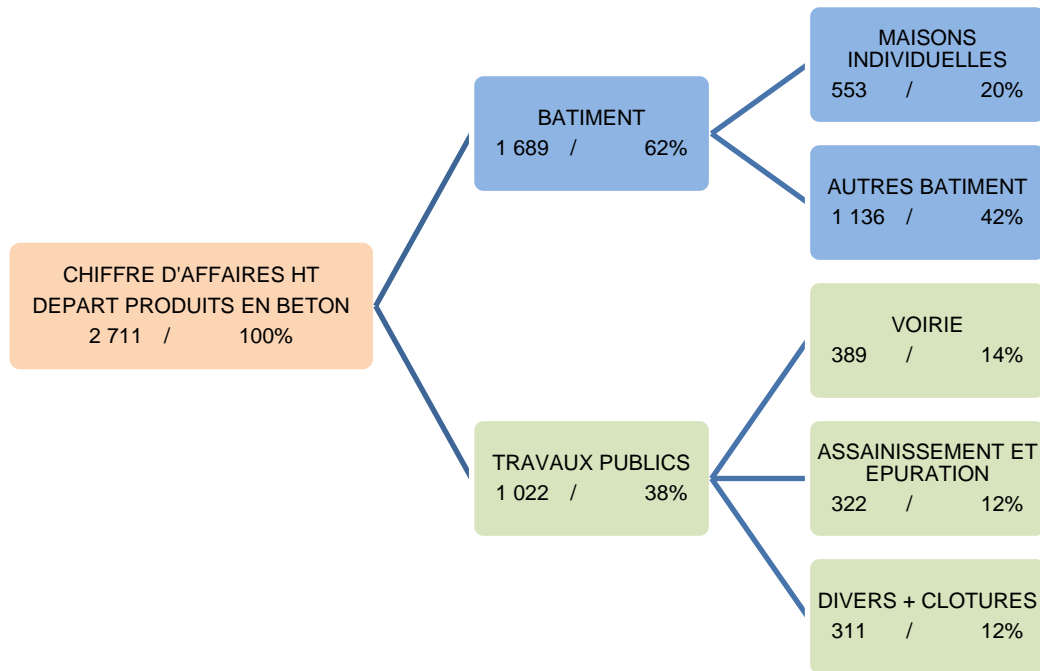 CHIFFRE D'AFFAIRES HT
DEPART PRODUITS EN BETON
2 711 / 100%
BATIMENT
1 689 / 62%
MAISONS
INDIVIDUELLES
553 / 20%
AUTRES BATIMENT
1 136 / 42%
TRAVAUX PUBLICS
1 022 / 38%
VOIRIE
389 / 14%
ASSAINISSEMENT ET
EPURATION
322 / 12%
DIVERS + CLOTURES
311 / 12%